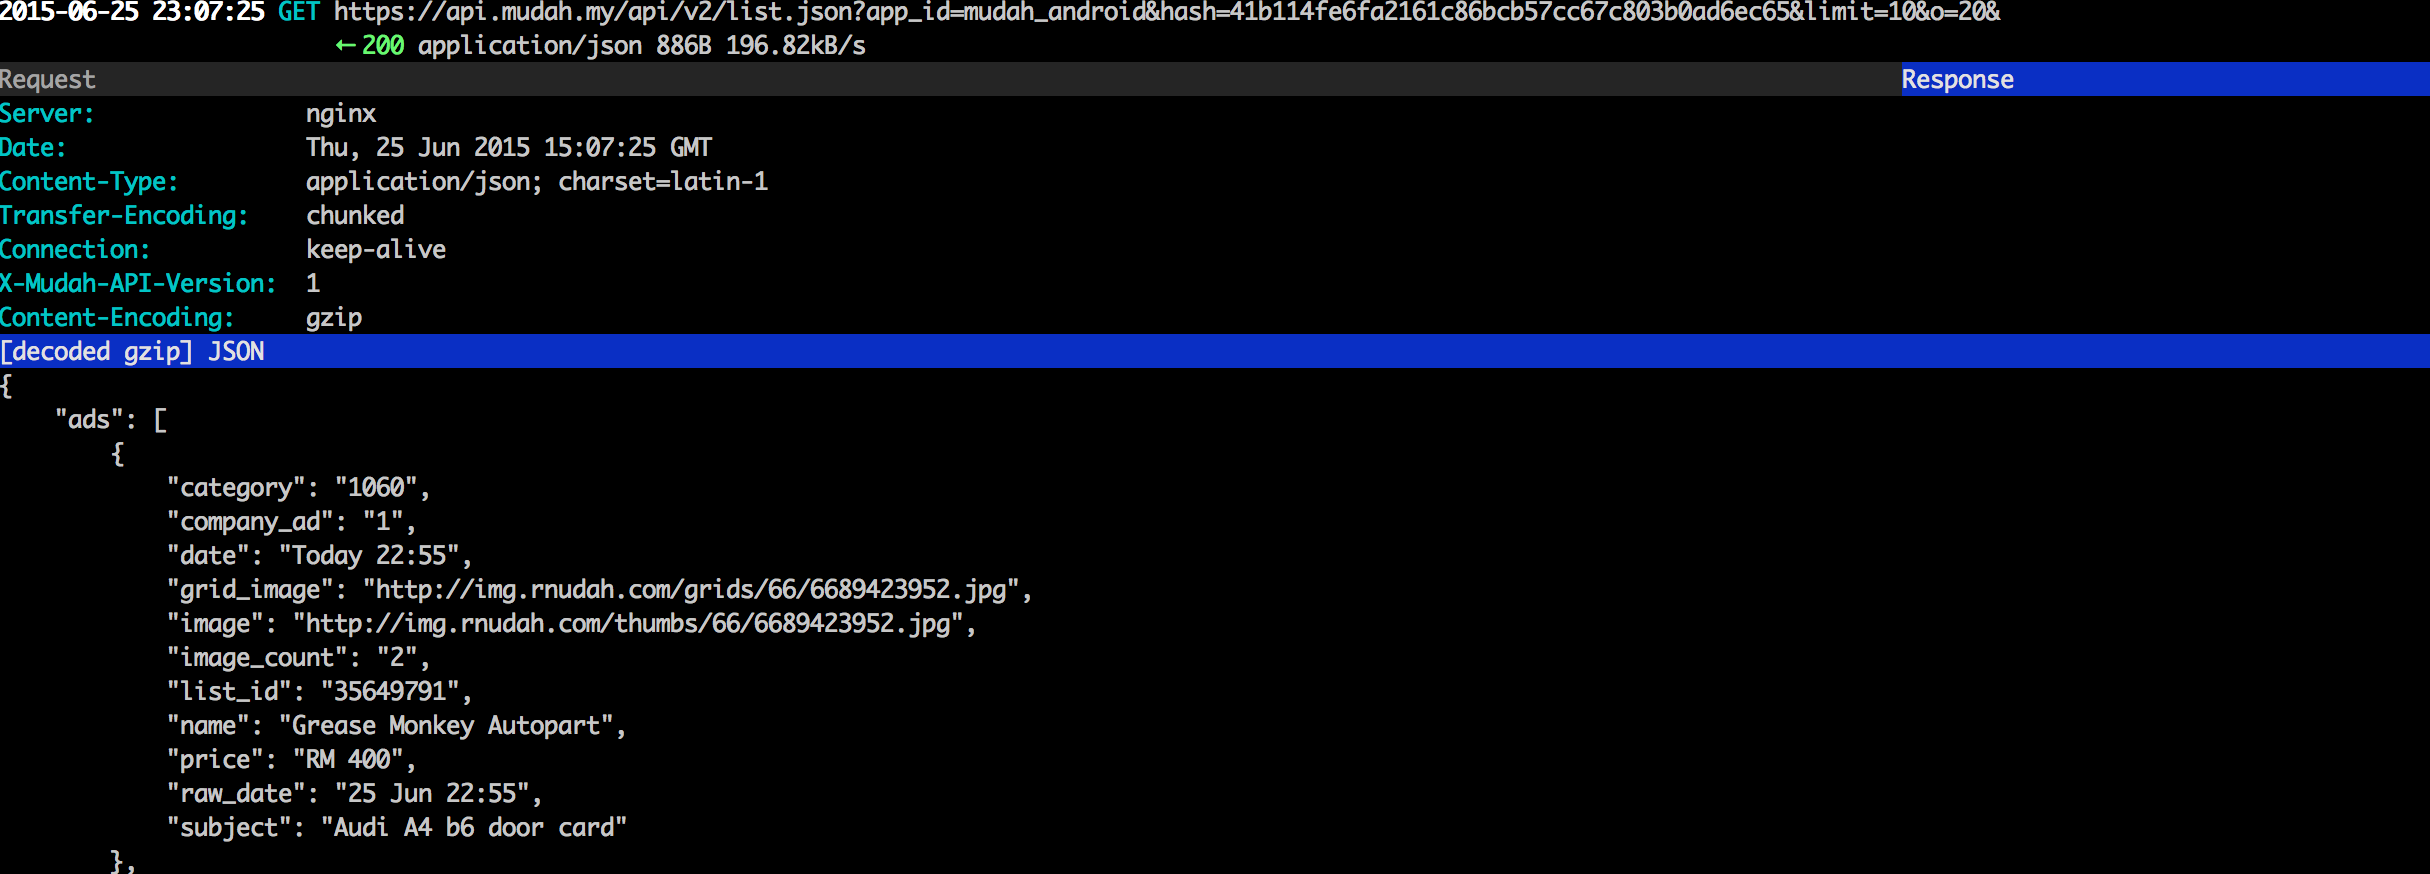 2015-06-25 23:07:25 GET https://api.mudah.my/api/v2/list.json?app_id=mudah_android&hash=41b114fe6fa2161c86bcb57cc67c803b0ad6ec65&limit=10&o=20&
← 200 application/json 886B 196.82kB/s
Request Response
Server: nginx
Date: Thu, 25 Jun 2015 15:07:25 GMT
Content-Type: application/json; charset=latin-1
Transfer-Encoding: chunked
Connection: keep-alive
X-Mudah-API-Version: 1
Content-Encoding: gzip
[decoded gzip] JSON
{
"ads": [
{
"category": "1060",
"company_ad": "1",
"date": "Today 22:55",
"grid_image": "http://img.rnudah.com/grids/66/6689423952.jpg",
"image": "http://img.rnudah.com/thumbs/66/6689423952.jpg",
"image_count": "2",
"list_id": "35649791",
"name": "Grease Monkey Autopart",
"price": "RM 400",
"raw_date": "25 Jun 22:55",
"subject": "Audi A4 b6 door card"
},